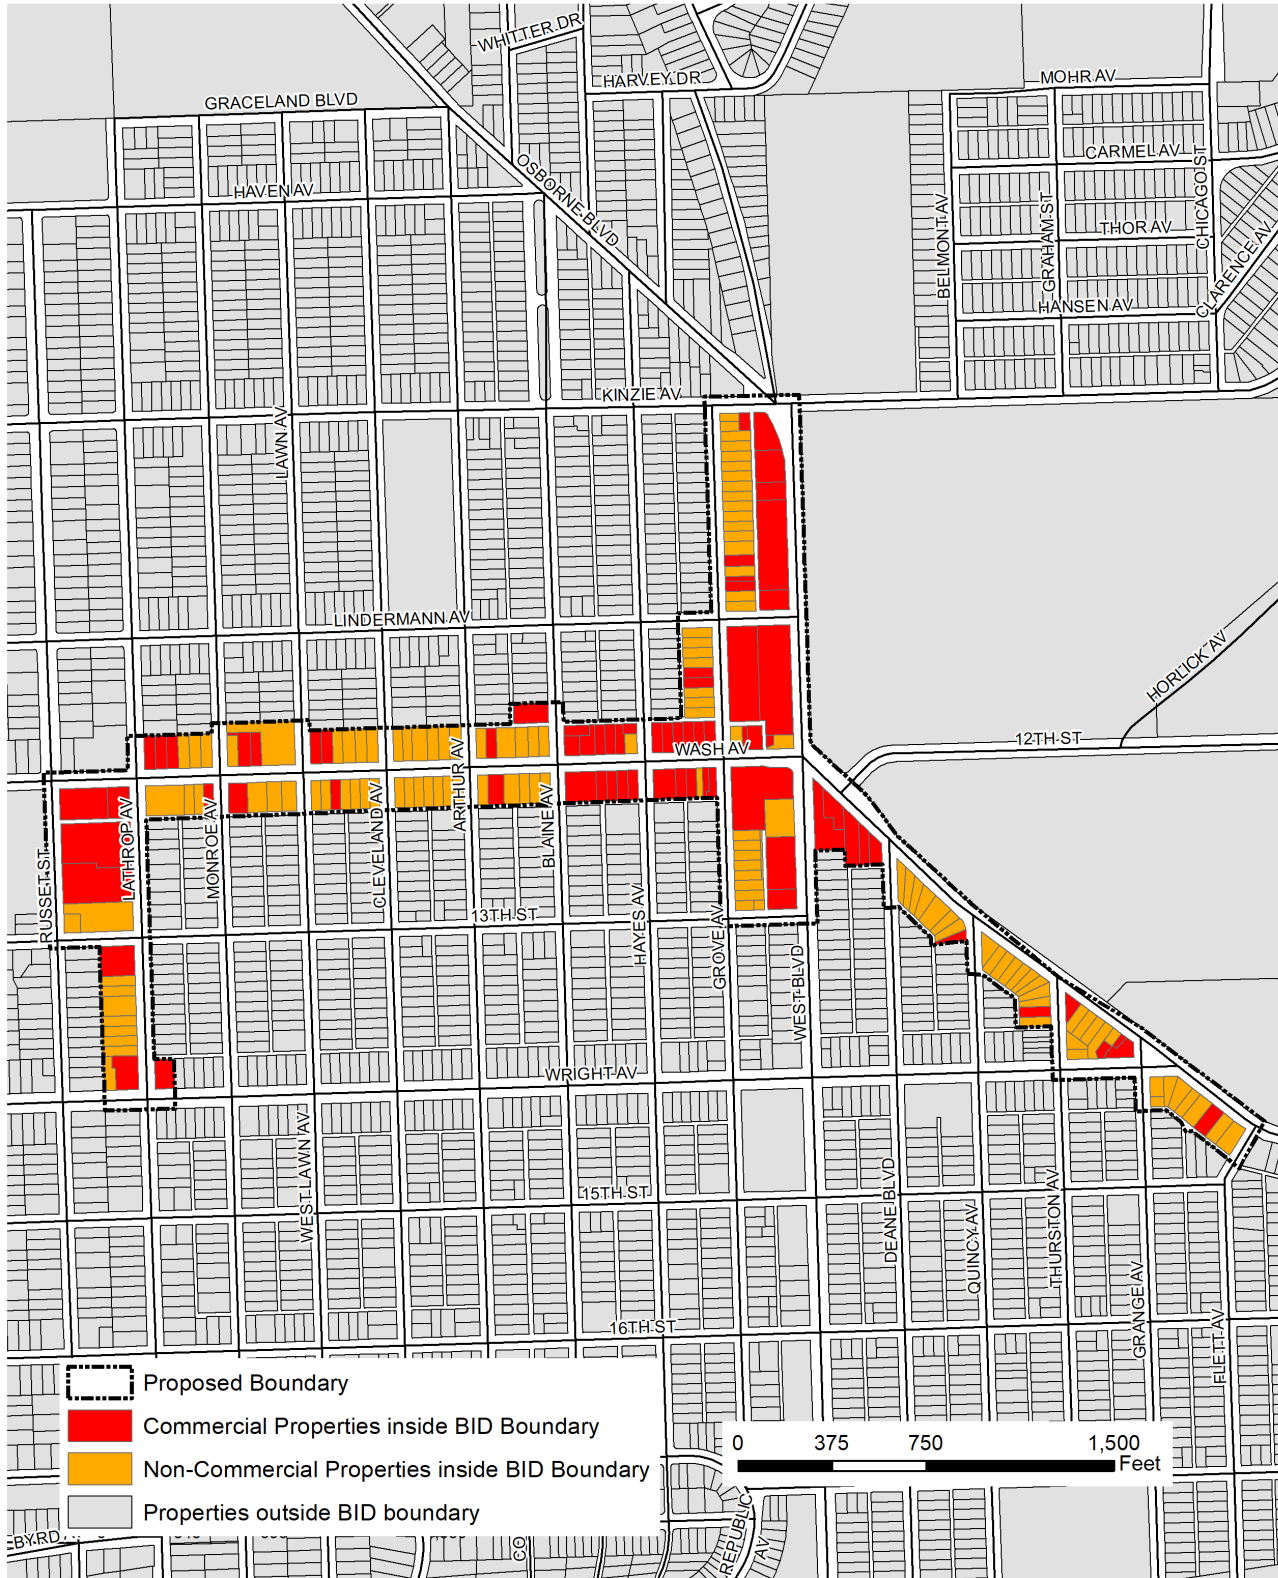 WHITTER DR
HARVEY DR
MOHR AV
GRACELAND BLVD
CARMEL AV
OSBORNE BLVD
HAVEN AV
CHICAGO ST
BELMONT AV
GRAHAM ST
THOR AV
CLARENCE AV
HANSEN AV
KINZIE AV
LAWN AV
LINDERMANN AV
HORLICK AV
12TH ST
WASH AV
ARTHUR AV
BLAINE AV
CLEVELAND AV
MONROE AV
LATHROP AV
RUSSET ST
13TH ST
HAYES AV
GROVE AV
WEST BLVD
WRIGHT AV
WEST LAWN AV
15TH ST
DEANE BLVD
QUINCY AV
THURSTON AV
GRANGE AV
FLETT AV
16TH ST
Proposed Boundary
Commercial Properties inside BID Boundary
Non-Commercial Properties inside BID Boundary
Properties outside BID boundary
0 375 750 1,500
Feet
REPUBLIC
AV
BYRD
CO